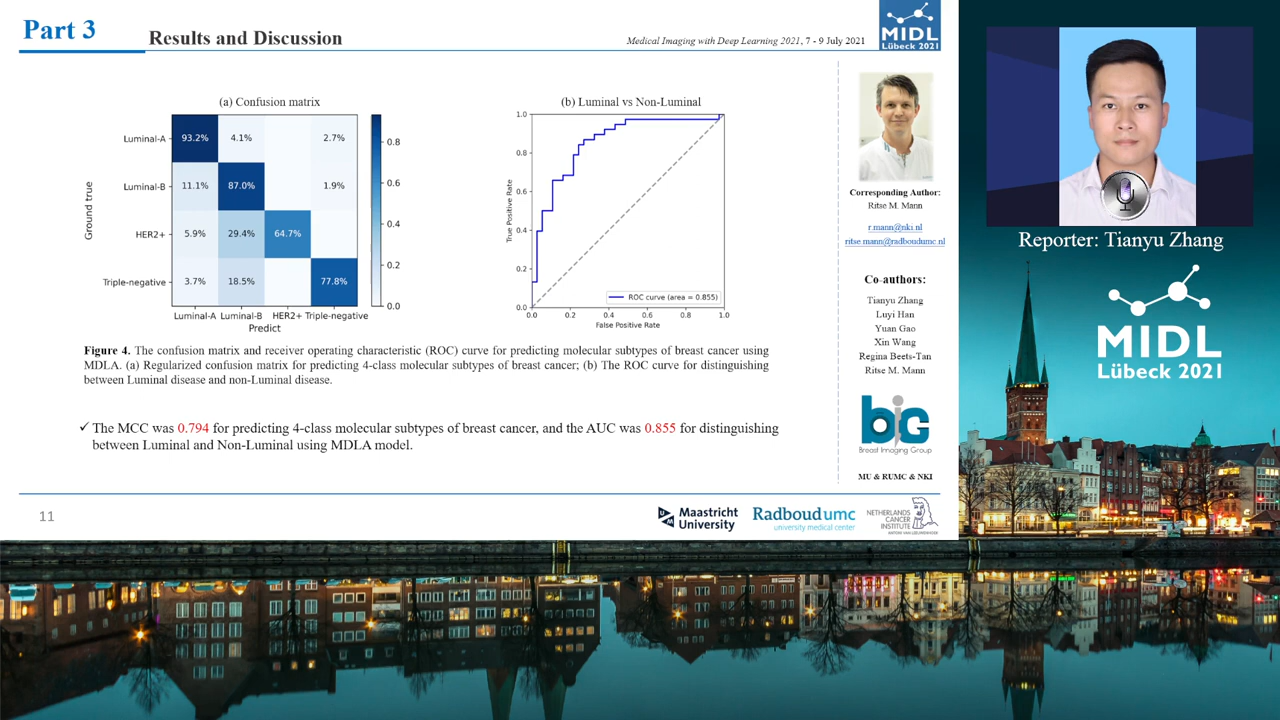 Part 3
Results and Discussion
Medical Imaging with Deep Learning 2021, 7 - 9 July 2021
MIDL
Lübeck 2021
(a) Confusion matrix
Ground true
Luminal-A
Luminal-B
HER2+
Triple-negative
93.2% 4.1% 2.7%
11.1% 87.0% 1.9%
5.9% 29.4% 64.7%
3.7% 18.5% 77.8%
Luminal-A Luminal-B HER2+ Triple-negative
Predict
0.8
0.6
0.4
0.2
0.0
(b) Luminal vs Non-Luminal
True Positive Rate
1.0
0.8
0.6
0.4
0.2
0.0
ROC curve (area = 0.855)
0.0 0.2 0.4 0.6 0.8 1.0
False Positive Rate
Figure 4. The confusion matrix and receiver operating characteristic (ROC) curve for predicting molecular subtypes of breast cancer using
MDLA. (a) Regularized confusion matrix for predicting 4-class molecular subtypes of breast cancer; (b) The ROC curve for distinguishing
between Luminal disease and non-Luminal disease.
✓ The MCC was 0.794 for predicting 4-class molecular subtypes of breast cancer, and the AUC was 0.855 for distinguishing
between Luminal and Non-Luminal using MDLA model.
Corresponding Author:
Ritse M. Mann
r.mann@nki.nl
ritse.mann@radboudumc.nl
Co-authors:
Tianyu Zhang
Luyi Han
Yuan Gao
Xin Wang
Regina Beets-Tan
Ritse M. Mann
big
Breast Imaging Group
MU & RUMC & NKI
11
Maastricht
University
Radboudumc
university medical center
NETHERLANDS
CANCER
INSTITUTE
Reporter: Tianyu Zhang
MIDL
Lübeck 2021